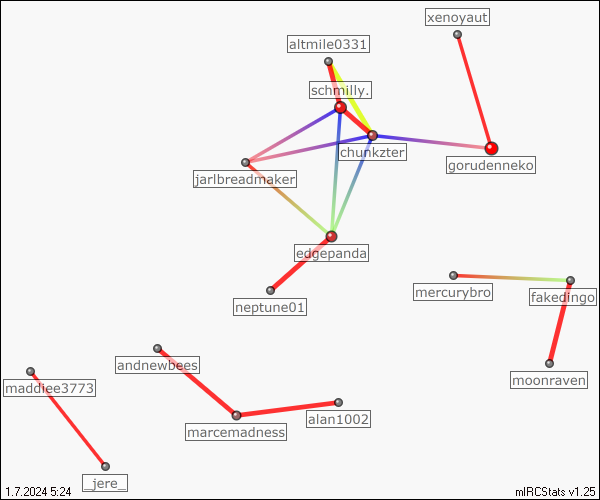 xenoyaut
altmile0331
schmilly.
chunkzter
gorudenneko
jarlbreadmaker
edgepanda
mercurybro
fakedingo
neptune01
andnewbees
moonraven
maddiee3773
alan1002
marcemadness
_jere_
1.7.2024 5:24
mIRCStats v1.25